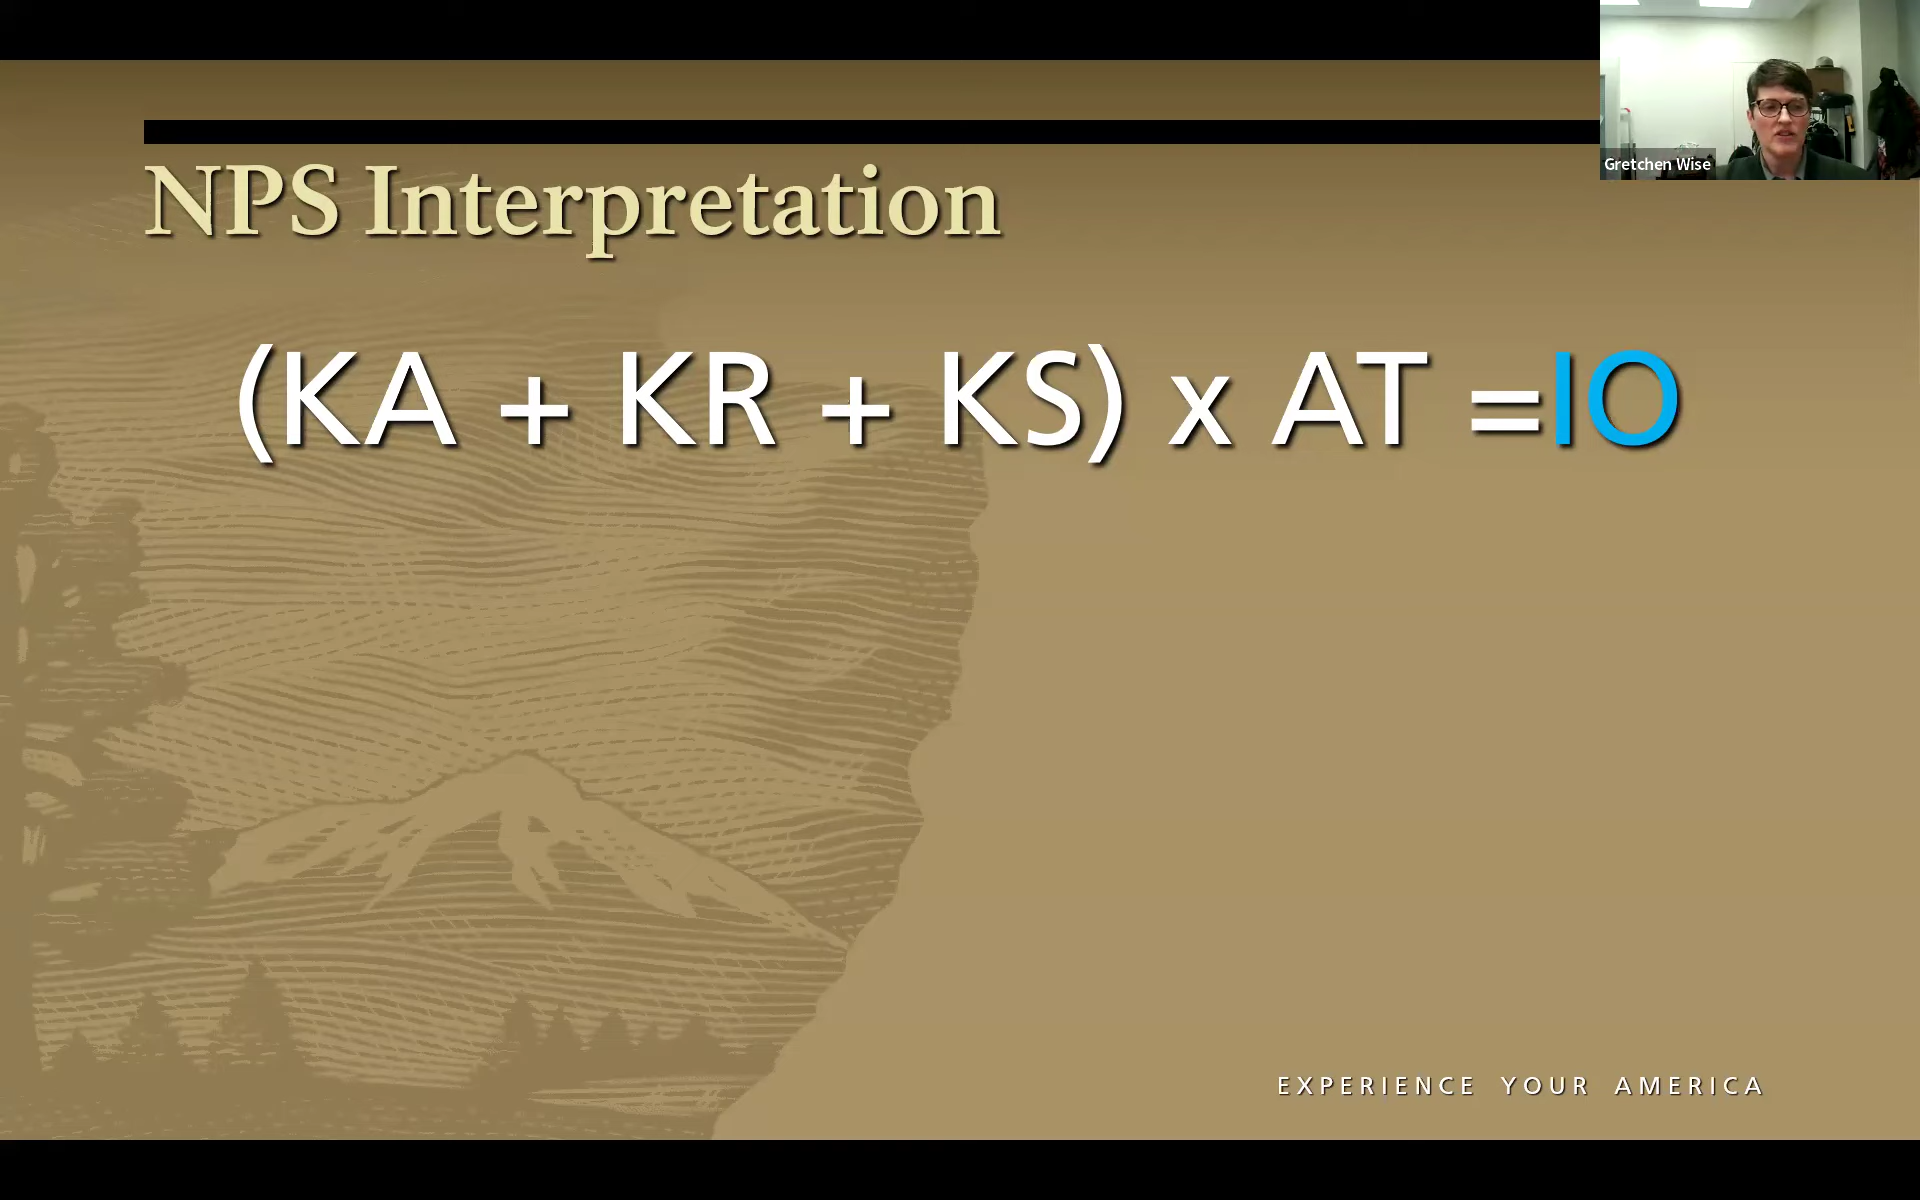 Gretchen Wise
NPS Interpretation
(KA + KR + KS) x AT =IO
EXPERIENCE YOUR AMERICA